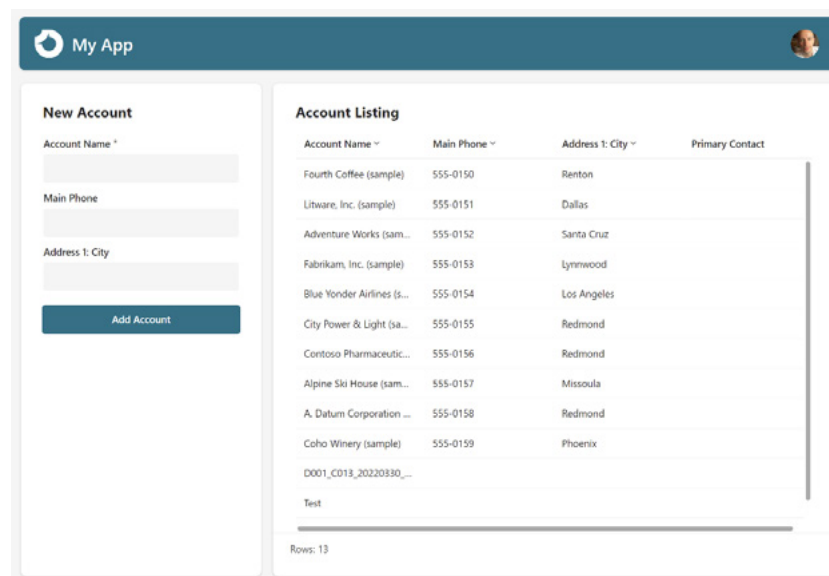 My App
New Account
Account Name *
Main Phone
Address 1: City
Add Account
Account Listing
Account Name Main Phone Address 1: City Primary Contact
Fourth Coffee (sample) 555-0150 Renton
Litware, Inc. (sample) 555-0151 Dallas
Adventure Works (sam... 555-0152 Santa Cruz
Fabrikam, Inc. (sample) 555-0153 Lynnwood
Blue Yonder Airlines (s... 555-0154 Los Angeles
City Power & Light (sa... 555-0155 Redmond
Contoso Pharmaceutic... 555-0156 Redmond
Alpine Ski House (sam... 555-0157 Missoula
A. Datum Corporation ... 555-0158 Redmond
Coho Winery (sample) 555-0159 Phoenix
D001_C013_20220330_...
Test
Rows: 13